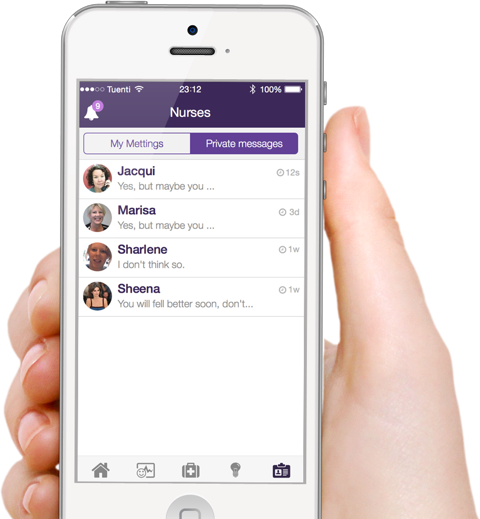 Tuenti 23:12 100%
9
Nurses
My Mettings Private messages
Jacqui 12s
Yes, but maybe you ...
Marisa 3d
Yes, but maybe you ...
Sharlene 1w
I don't think so.
Sheena 1w
You will fell better soon, don't...